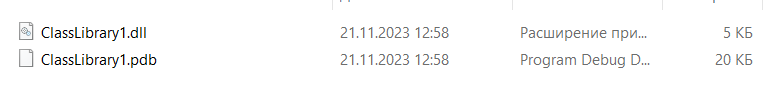 ClassLibrary1.dll 21.11.2023 12:58 Расширение при... 5 КБ
ClassLibrary1.pdb 21.11.2023 12:58 Program Debug D... 20 КБ